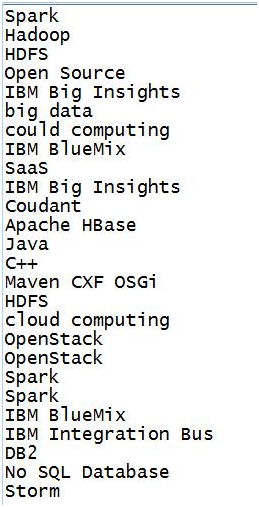 Spark
Hadoop
HDFS
Open Source
IBM Big Insights
big data
could computing
IBM BlueMix
SaaS
IBM Big Insights
Coudant
Apache HBase
Java
C++
Maven CXF OSGi
HDFS
cloud computing
OpenStack
OpenStack
Spark
Spark
IBM BlueMix
IBM Integration Bus
DB2
No SQL Database
Storm